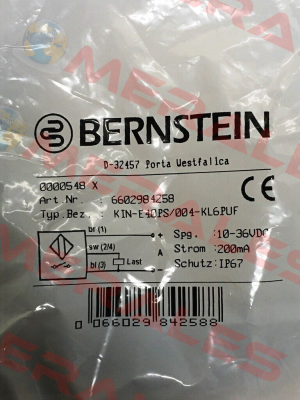 BERNSTEIN
D-32457 Porta Westfalica
0000548 X
Art.Nr. : 6602984258
Typ.Bez. : KIN-E4OPS/004-KL6PUF
br (1) + Spg. :10-36VDC
sw (2/4) A Strom :200mA
bl (3) Last - Schutz:IP67
0 066029 842588
CE